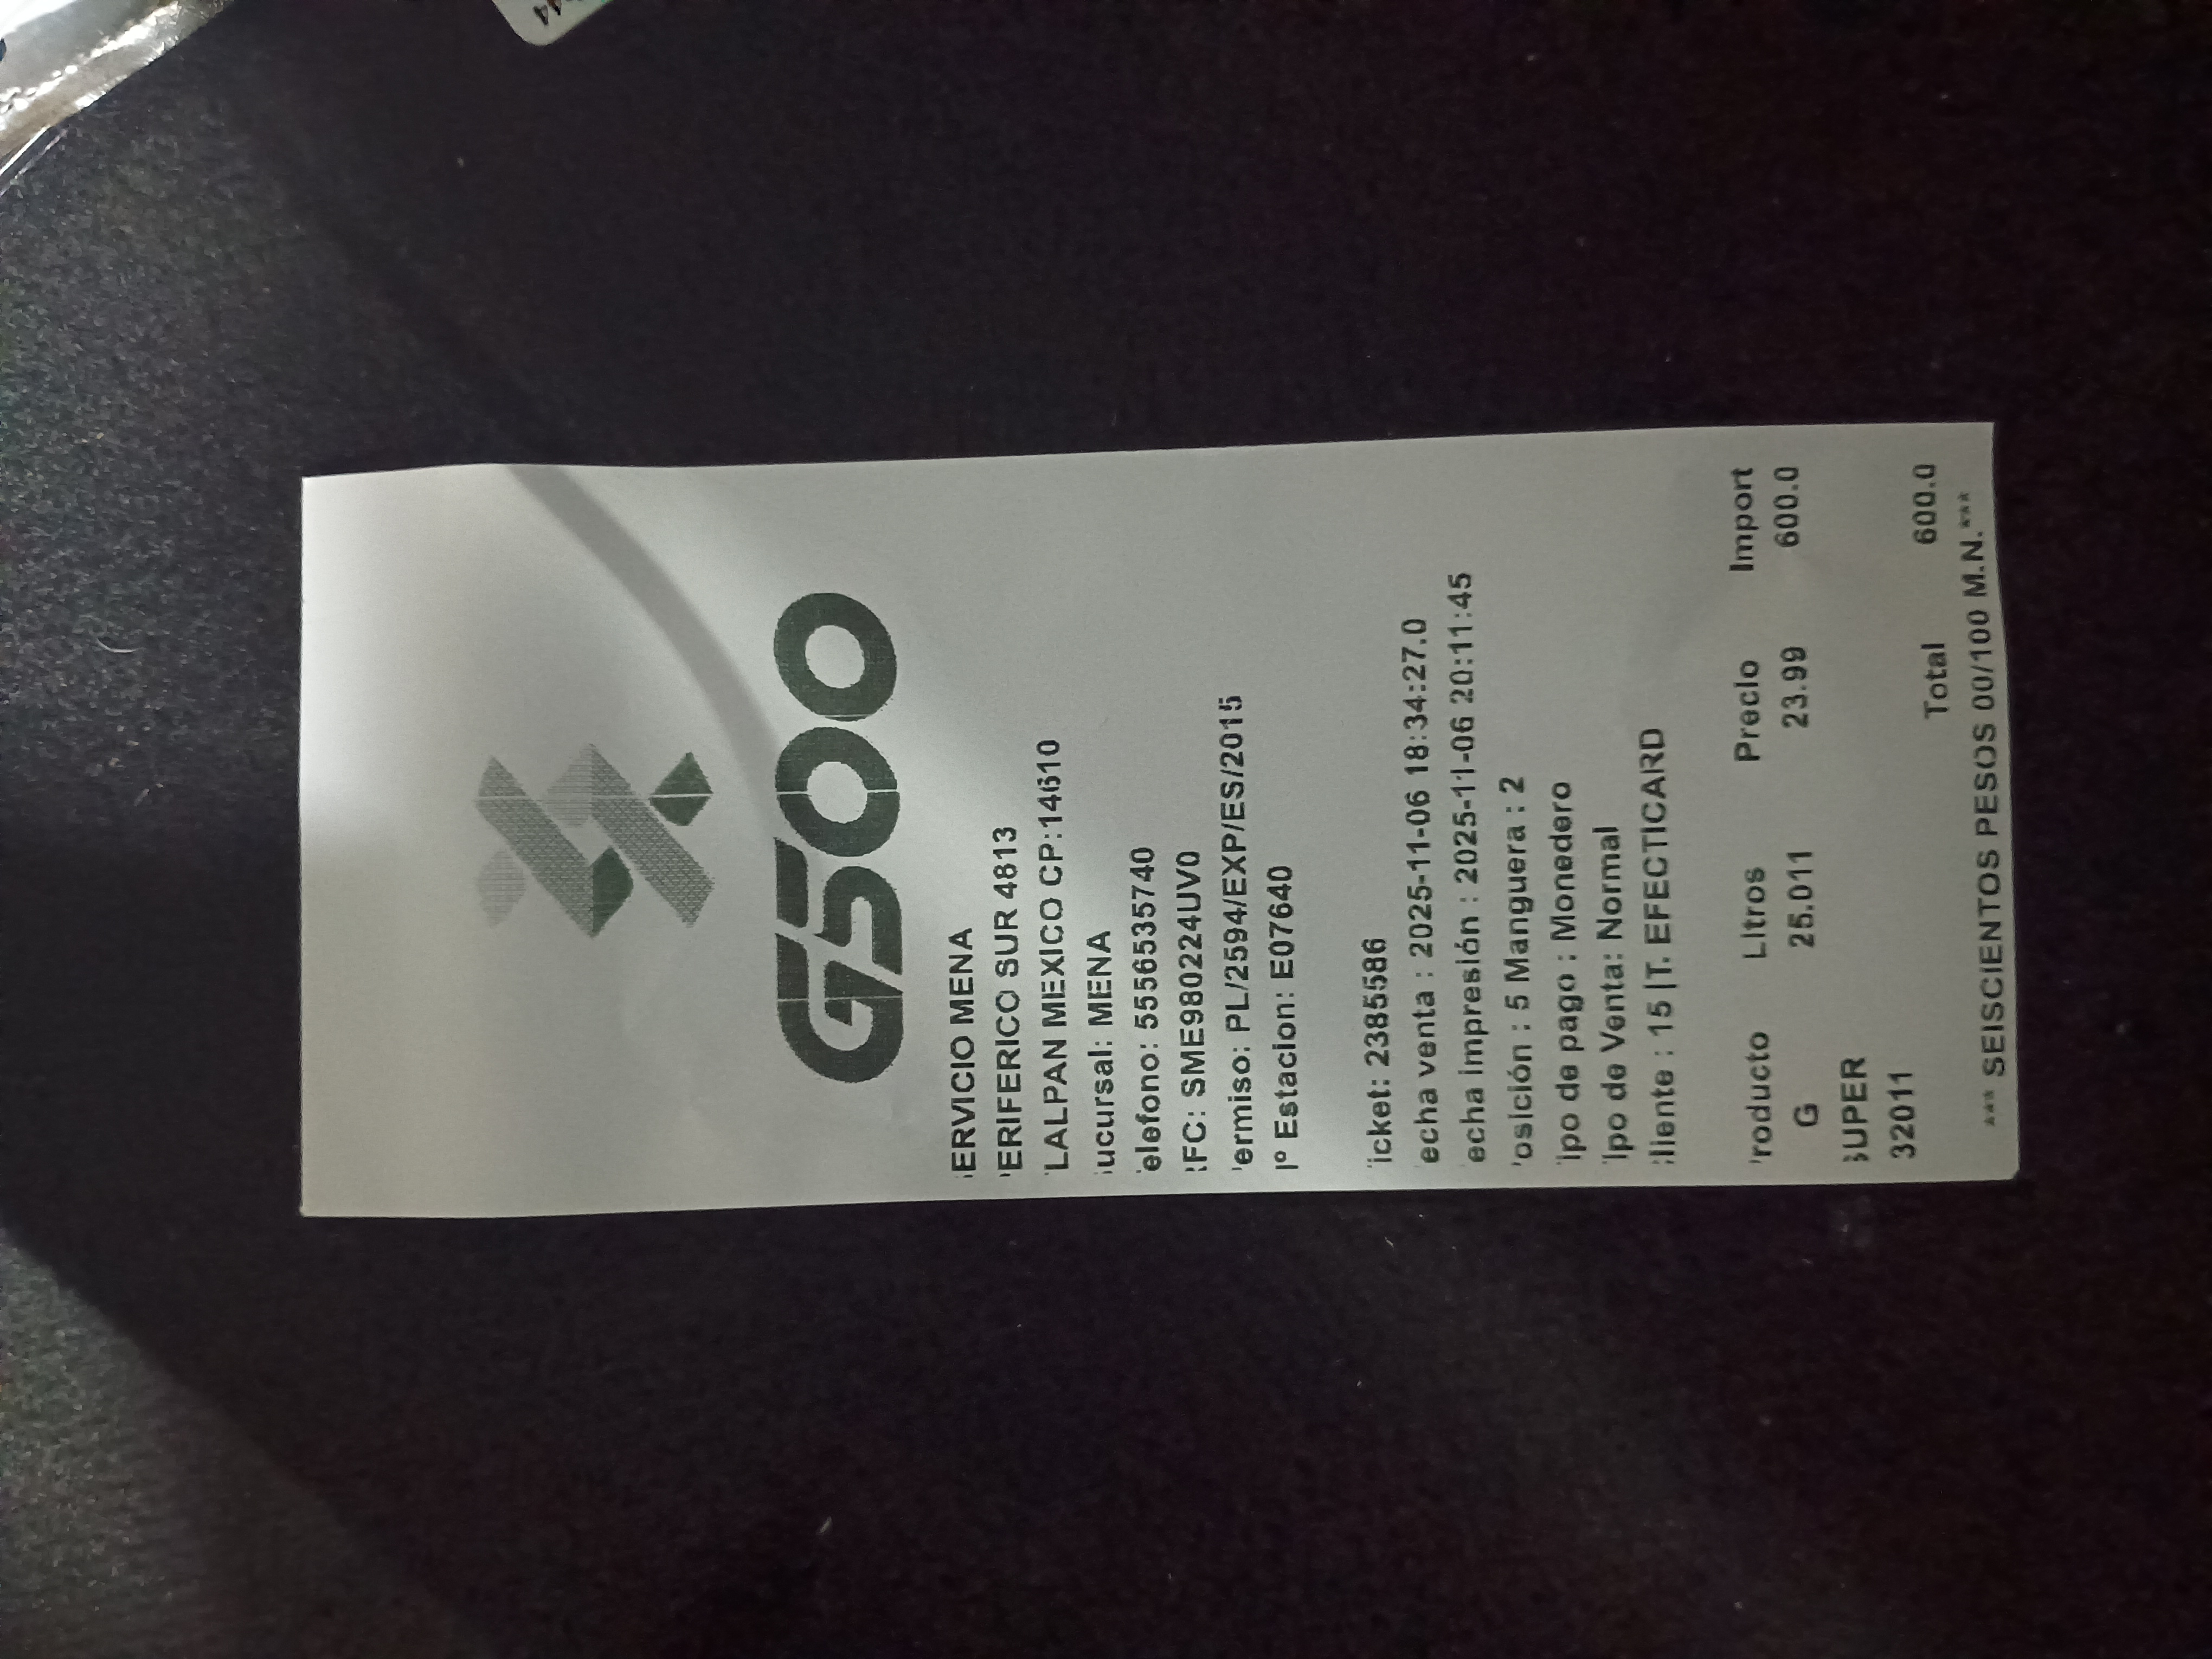 G500
ERVICIO MENA
ERIFERICO SUR 4813
LALPAN MEXICO CP:14610
ucursal: MENA
elefono: 5556535740
FC: SME980224UV0
ermiso: PL/2594/EXP/ES/2015
° Estacion: E07640
icket: 2385586
echa venta : 2025-11-06 18:34:27.0
echa impresión : 2025-11-06 20:11:45
osición : 5 Manguera : 2
ipo de pago : Monedero
ipo de Venta: Normal
liente : 15 | T. EFECTICARD
roducto Litros Precio Import
G 25.011 23.99 600.0
SUPER
32011
Total 600.0
*** SEISCIENTOS PESOS 00/100 M.N.***